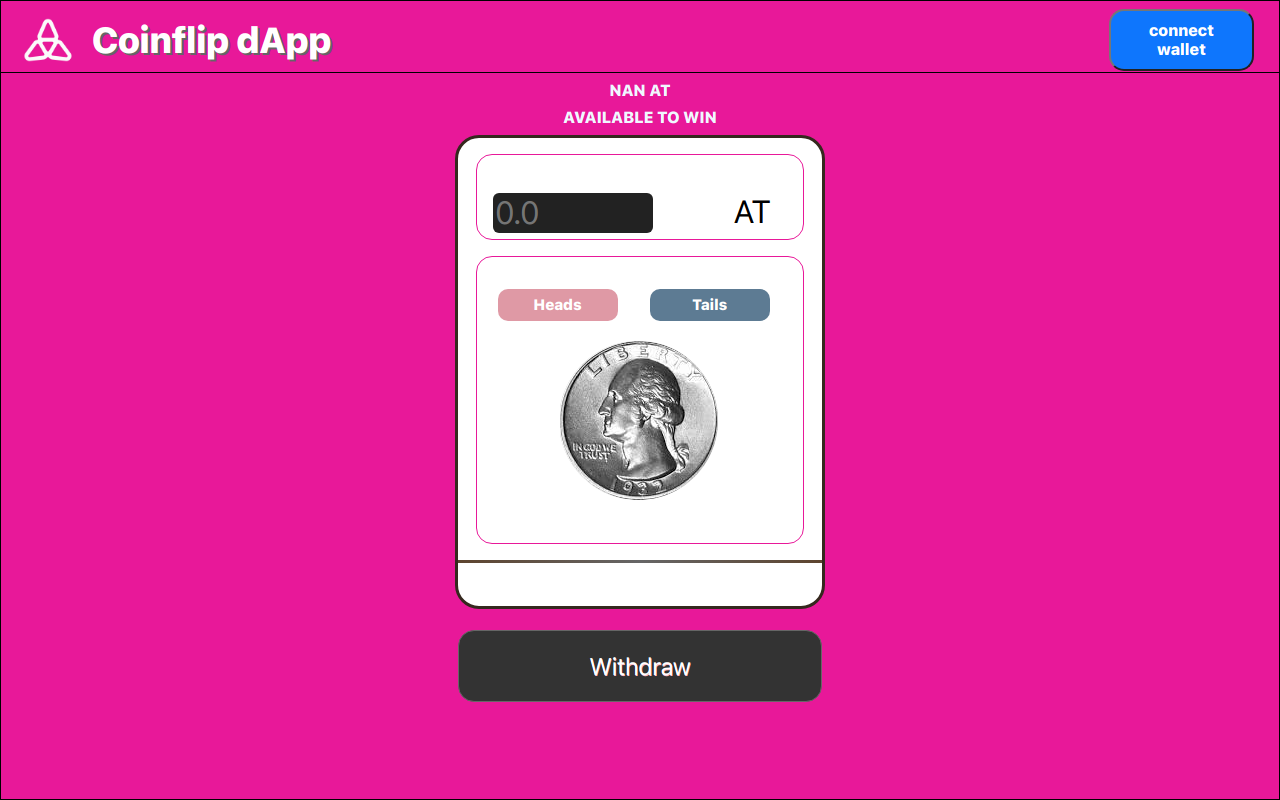 Coinflip dApp
connect
wallet
NAN AT
AVAILABLE TO WIN
0.0
AT
Heads
Tails
LIBERTY
IN GOD WE
TRUST
1932
Withdraw